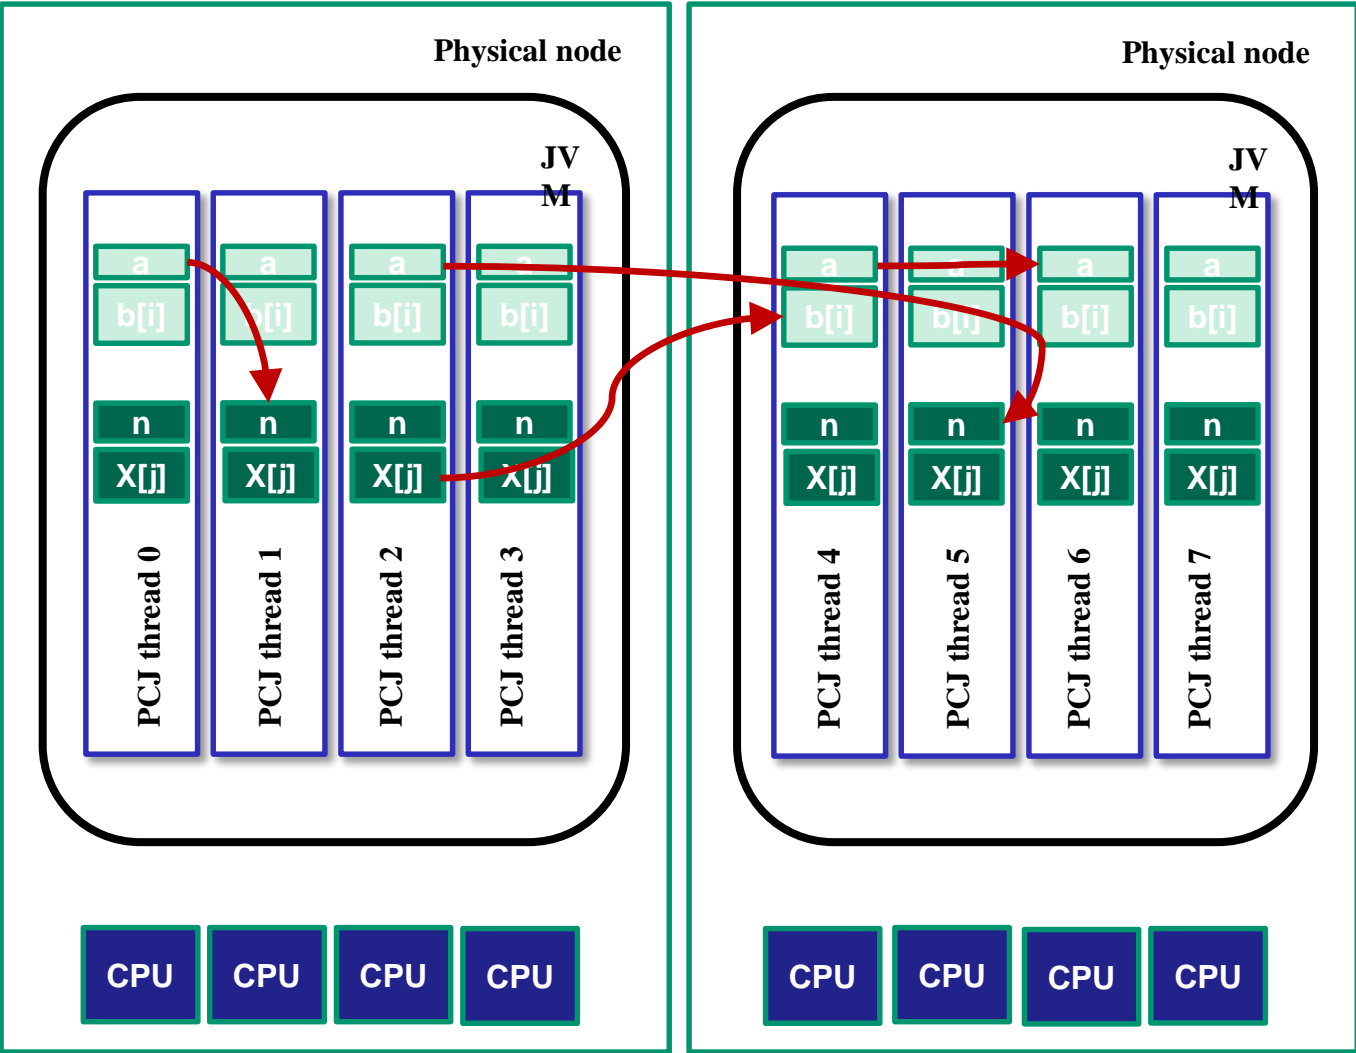 Physical node
JV
M
a a a a
b[i] b[i] b[i] b[i]
n n n n
X[j] X[j] X[j] X[j]
PCJ thread 0
PCJ thread 1
PCJ thread 2
PCJ thread 3
CPU CPU CPU CPU
Physical node
JV
M
a a a a
b[i] b[i] b[i] b[i]
n n n n
X[j] X[j] X[j] X[j]
PCJ thread 4
PCJ thread 5
PCJ thread 6
PCJ thread 7
CPU CPU CPU CPU